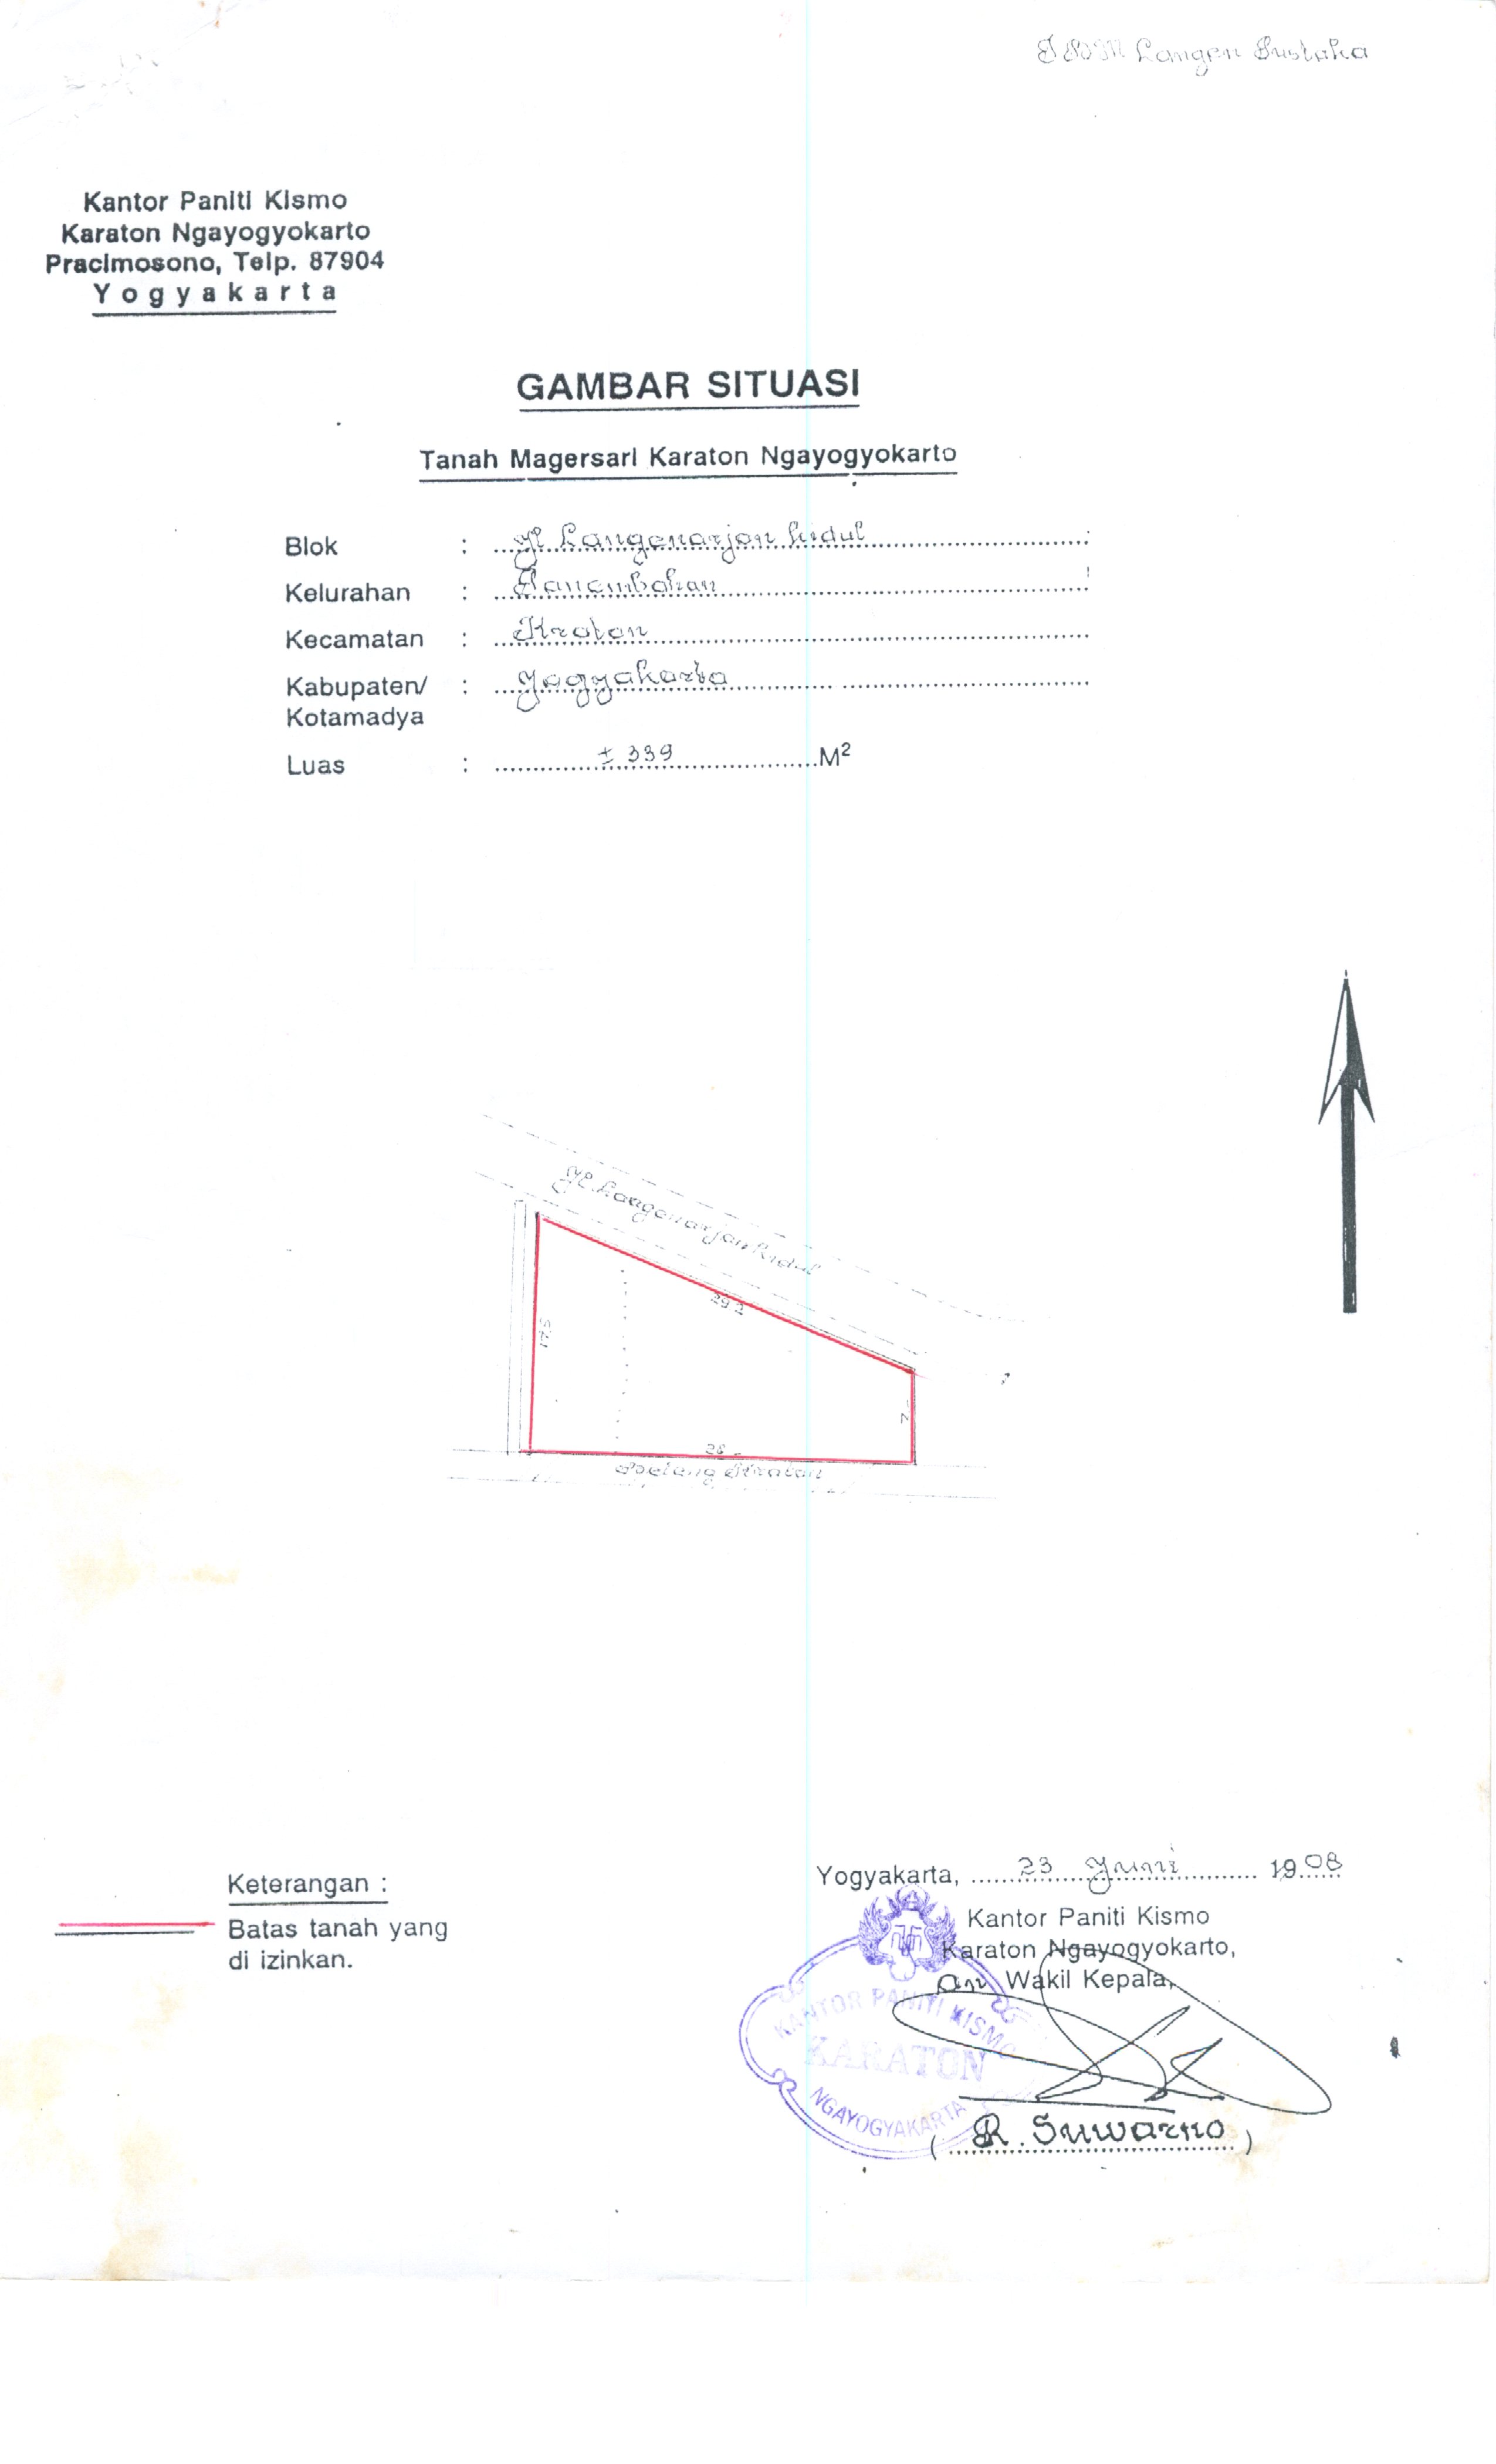 Langen Pustaka
Kantor Paniti Kismo
Karaton Ngayogyokarto
Pracimosono, Telp. 87904
Yogyakarta
GAMBAR SITUASI
Tanah Magersari Karaton Ngayogyokarto
Blok : Jl Langenarjan kidul
Kelurahan : Panembahan
Kecamatan : Kraton
Kabupaten/ : Yogyakarta
Kotamadya
Luas : ± 339 M²
Jl. Langenarjan kidul
29 2
17.5
7 -
28 -
Beteng Kraton
Keterangan :
Batas tanah yang
di izinkan.
Yogyakarta, 23 Juni 1998
Kantor Paniti Kismo
Karaton Ngayogyokarto,
an Wakil Kepala,
KANTOR PANITI KISMO
KARATON
NGAYOGYAKARTA
( R. Suwarno )